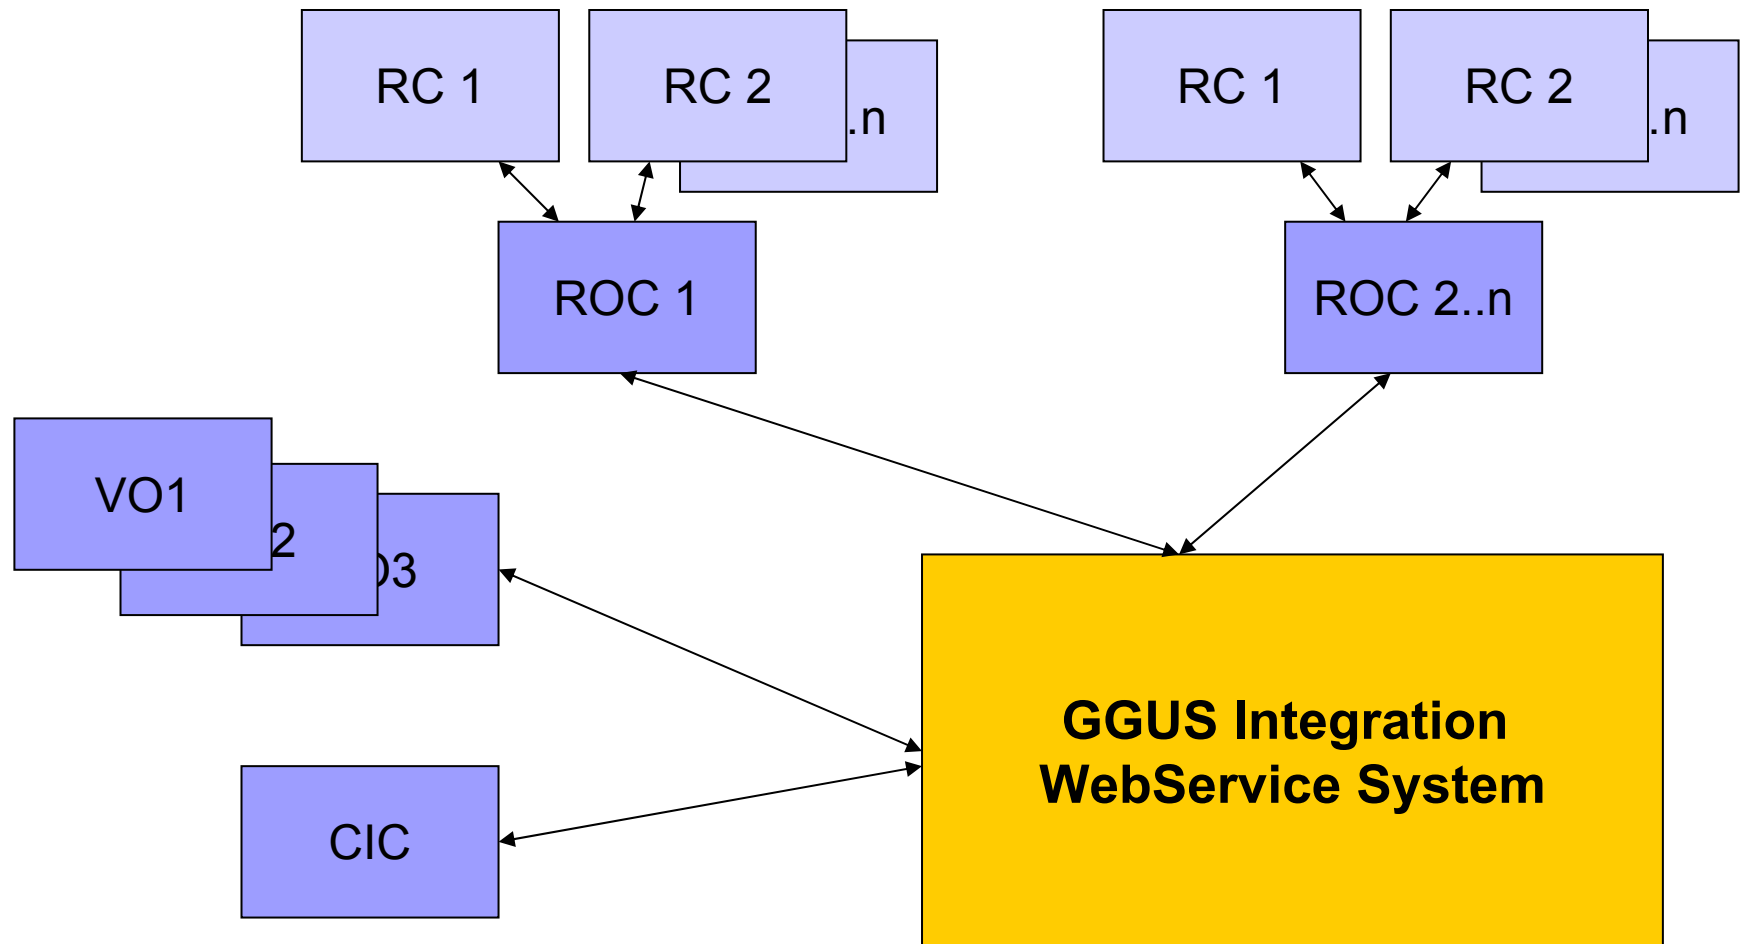 RC 1
RC 2
.n
RC 1
RC 2
.n
ROC 1
ROC 2..n
VO1
2
3
CIC
GGUS Integration
WebService System